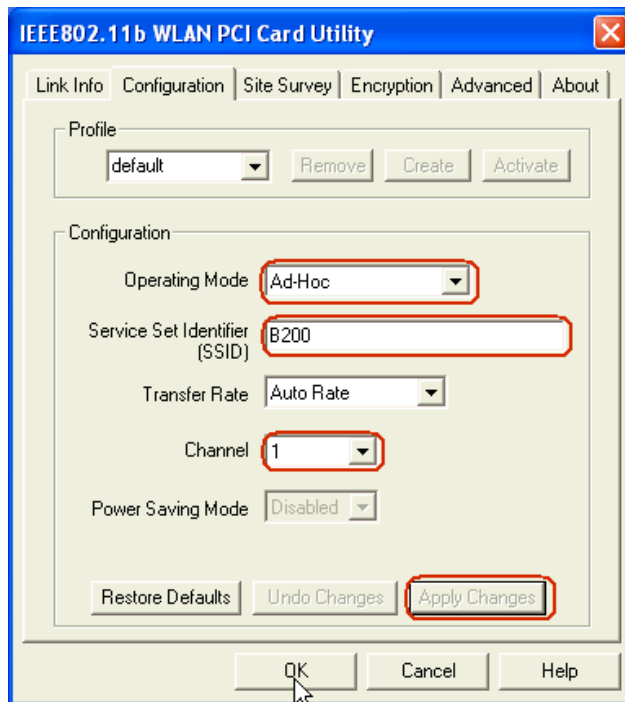 IEEE802.11b WLAN PCI Card Utility
Link Info Configuration Site Survey Encryption Advanced About
Profile
default Remove Create Activate
Configuration
Operating Mode Ad-Hoc
Service Set Identifier
(SSID) B200
Transfer Rate Auto Rate
Channel 1
Power Saving Mode Disabled
Restore Defaults Undo Changes Apply Changes
OK Cancel Help